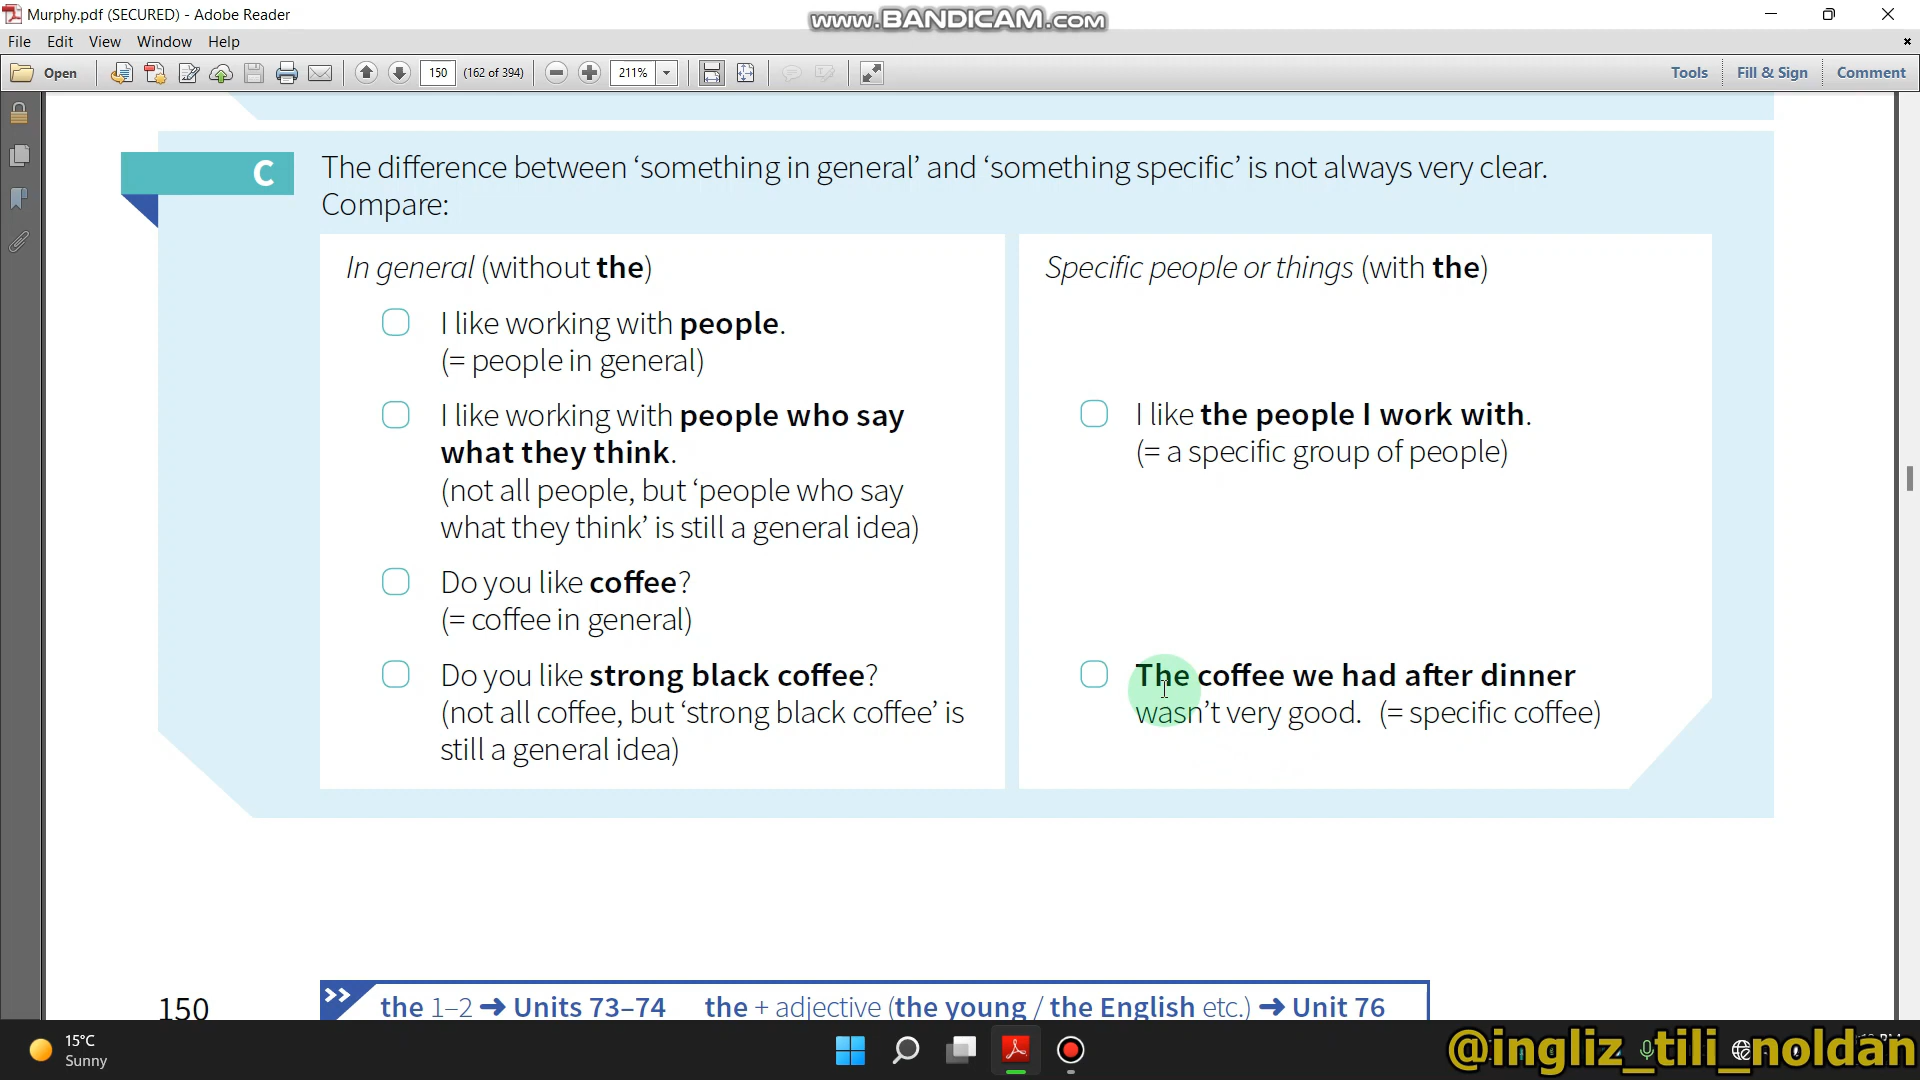 Murphy.pdf (SECURED) - Adobe Reader
www.BANDICAM.com
File Edit View Window Help
Open 150 (162 of 394) 211% Tools Fill & Sign Comment
C The difference between ‘something in general’ and ‘something specific’ is not always very clear.
Compare:
In general (without the)
I like working with people.
(= people in general)
I like working with people who say
what they think.
(not all people, but ‘people who say
what they think’ is still a general idea)
Do you like coffee?
(= coffee in general)
Do you like strong black coffee?
(not all coffee, but ‘strong black coffee’ is
still a general idea)
Specific people or things (with the)
I like the people I work with.
(= a specific group of people)
The coffee we had after dinner
wasn’t very good. (= specific coffee)
150
the 1–2 ➜ Units 73–74 the + adjective (the young / the English etc.) ➜ Unit 76
15°C
Sunny
@ingliz_tili_noldan